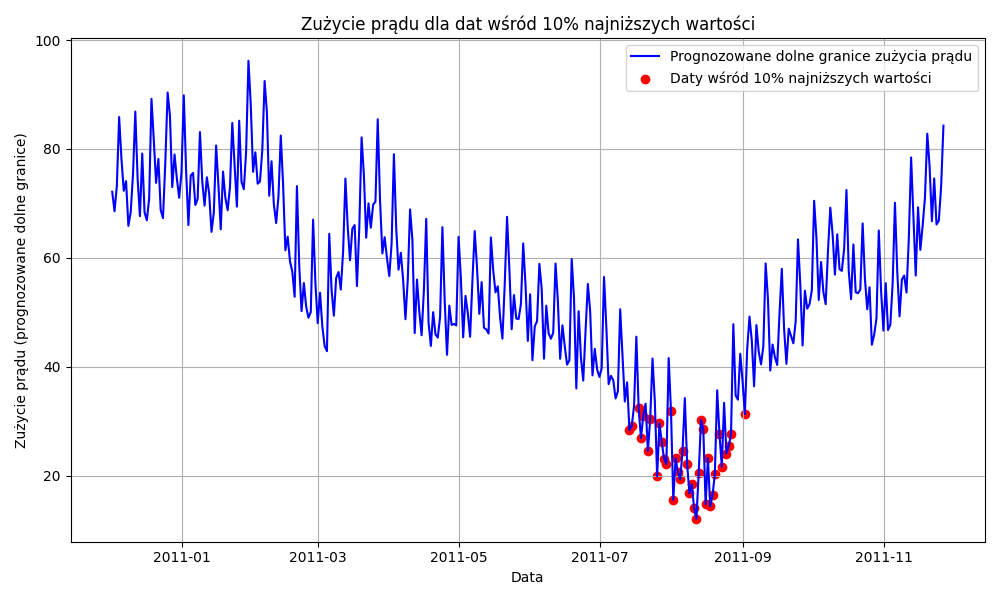 Zużycie prądu dla dat wśród 10% najniższych wartości
Prognozowane dolne granice zużycia prądu
Daty wśród 10% najniższych wartości
Zużycie prądu (prognozowane dolne granice)
100
80
60
40
20
2011-01
2011-03
2011-05
2011-07
2011-09
2011-11
Data